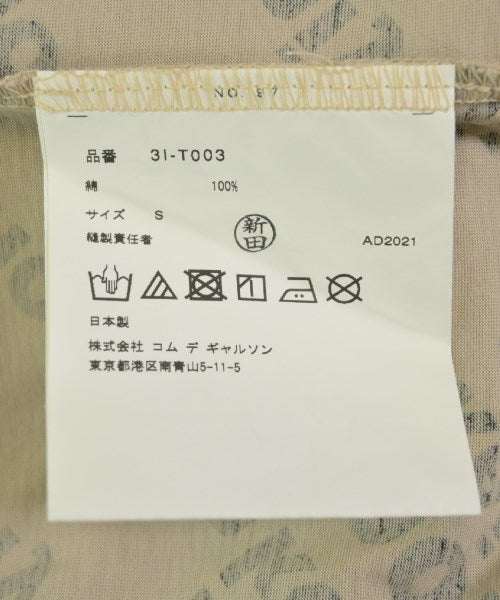 NO. 97
品番 3I-T003
綿 100%
サイズ S
縫製責任者 新田 AD2021
日本製
株式会社 コム デ ギャルソン
東京都港区南青山5-11-5